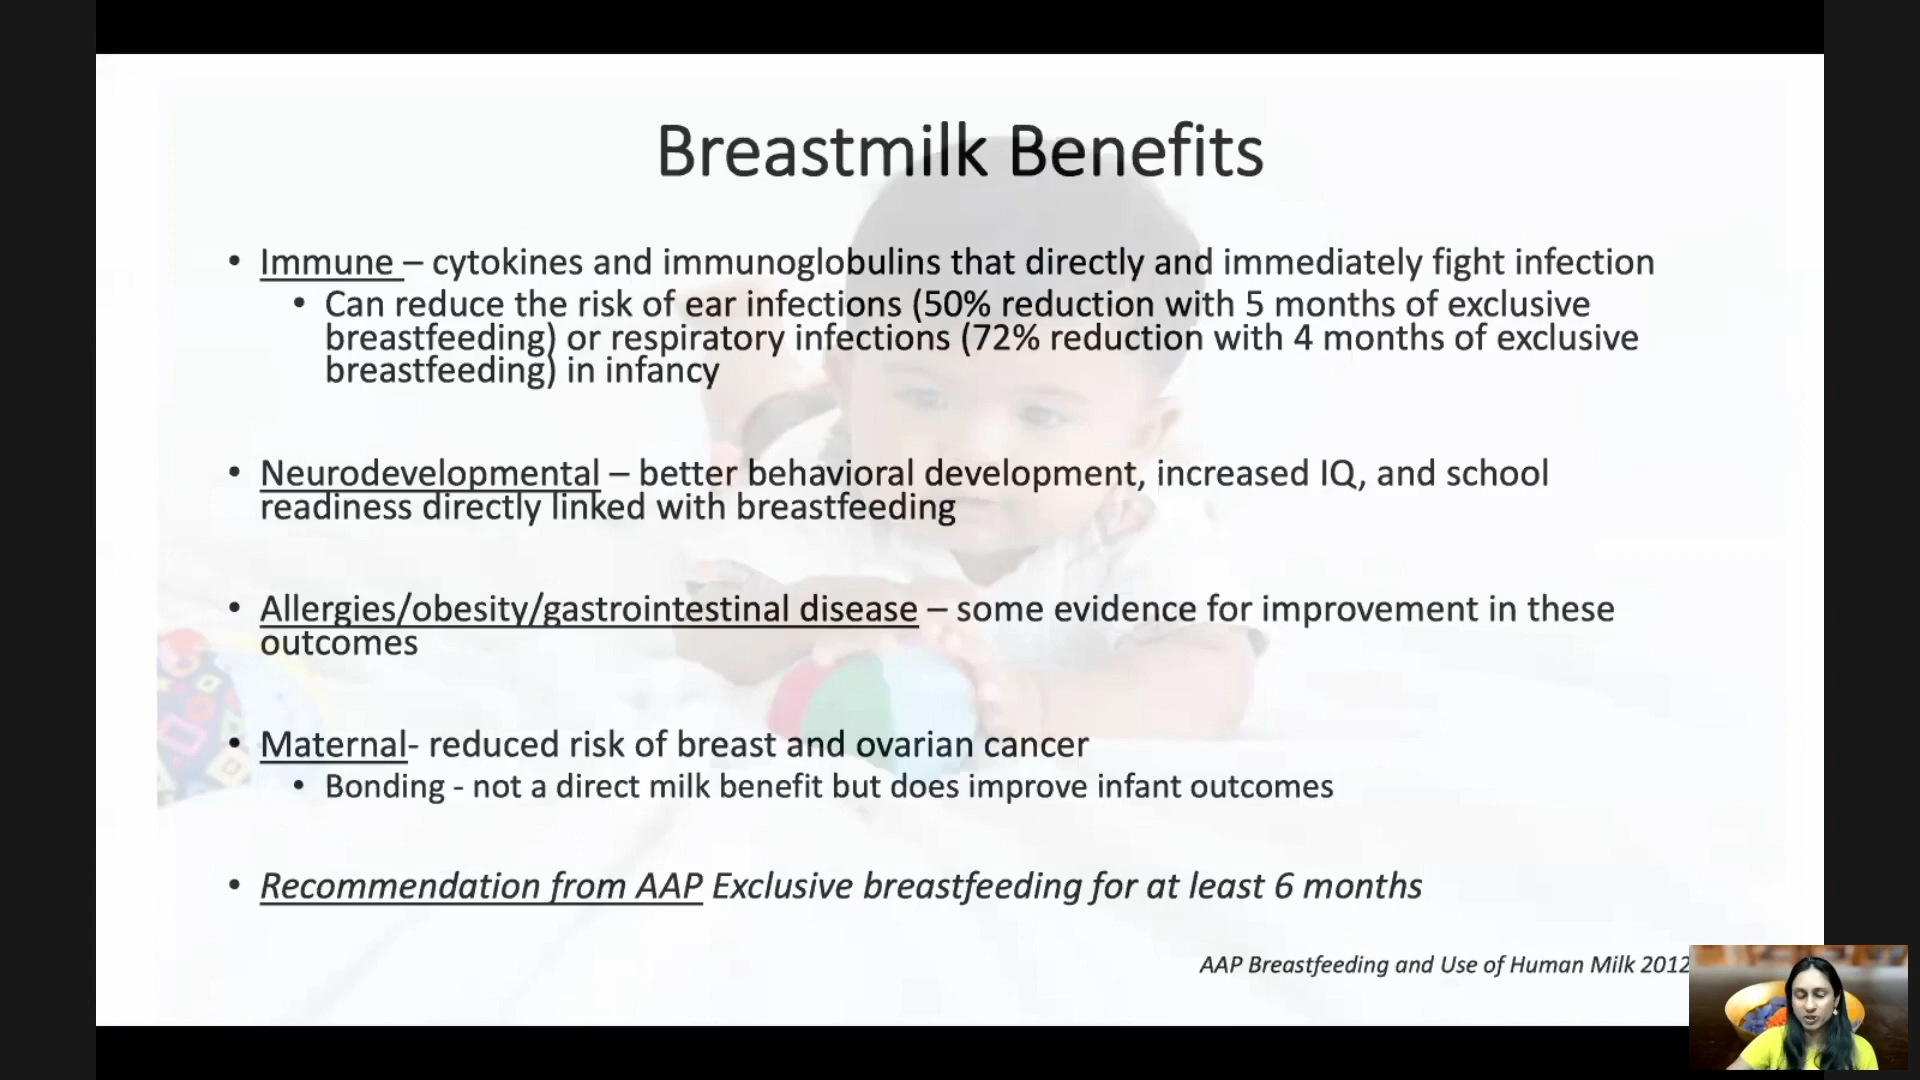 Breastmilk Benefits
• Immune – cytokines and immunoglobulins that directly and immediately fight infection
• Can reduce the risk of ear infections (50% reduction with 5 months of exclusive
breastfeeding) or respiratory infections (72% reduction with 4 months of exclusive
breastfeeding) in infancy
• Neurodevelopmental – better behavioral development, increased IQ, and school
readiness directly linked with breastfeeding
• Allergies/obesity/gastrointestinal disease – some evidence for improvement in these
outcomes
• Maternal- reduced risk of breast and ovarian cancer
• Bonding - not a direct milk benefit but does improve infant outcomes
• Recommendation from AAP Exclusive breastfeeding for at least 6 months
AAP Breastfeeding and Use of Human Milk 2012